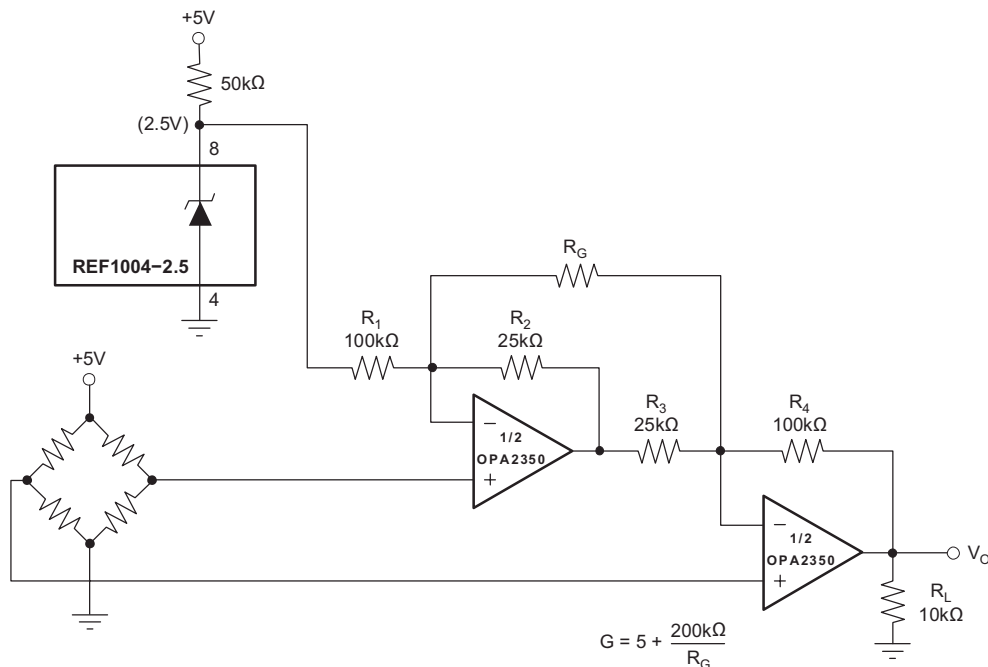 +5V
50kΩ
(2.5V)
8
REF1004−2.5
4
R_G
R_1
100kΩ
R_2
25kΩ
+5V
R_3
25kΩ
R_4
100kΩ
−
1/2
OPA2350
+
−
1/2
OPA2350
+
V_O
R_L
10kΩ
G = 5 + 200kΩ / R_G